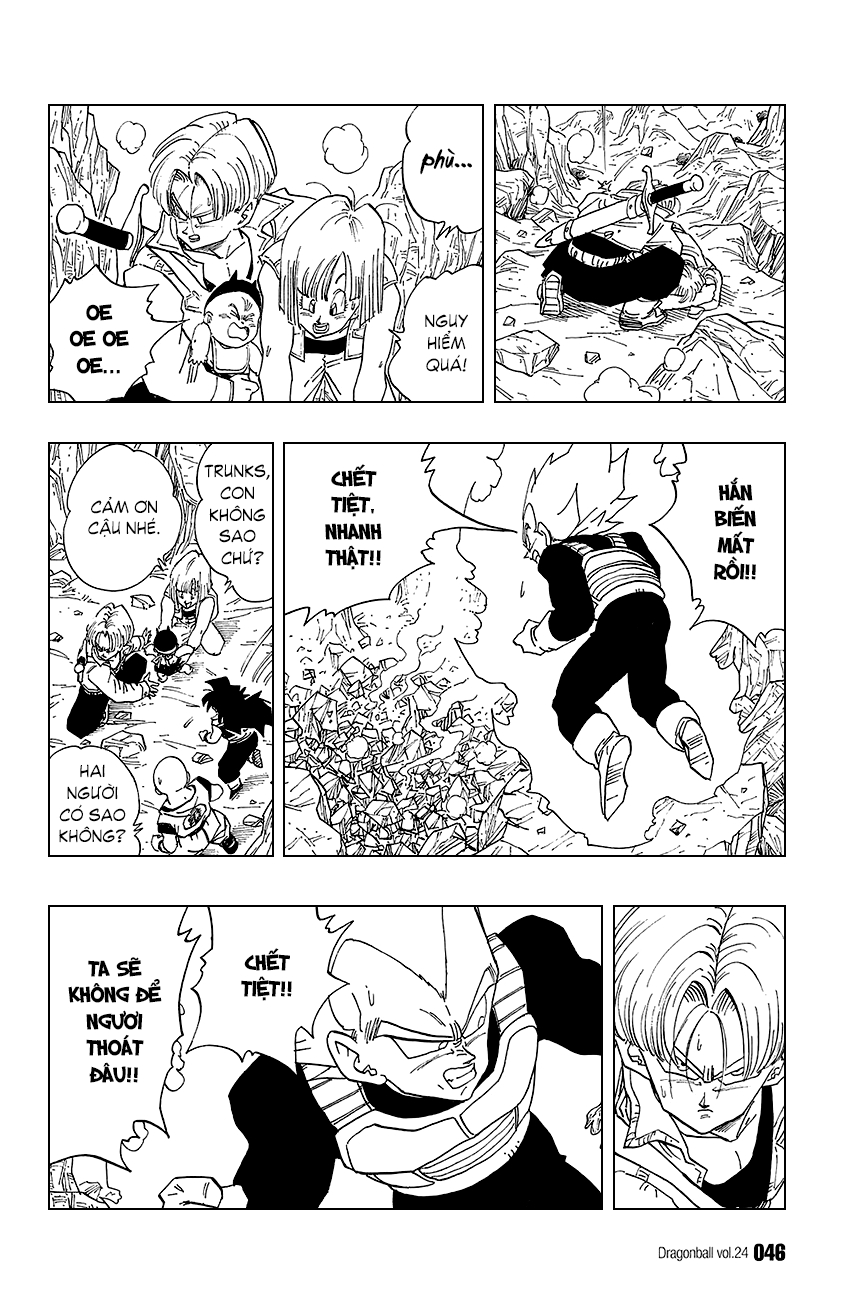 phù...
NGUY
HIỂM
QUÁ!
OE
OE OE
OE...
HẮN
BIẾN
MẤT
RỒI!!
CHẾT
TIỆT,
NHANH
THẬT!!
TRUNKS,
CON
KHÔNG
SAO
CHỨ?
CẢM ƠN
CẬU NHÉ.
HAI
NGƯỜI
CÓ SAO
KHÔNG?
CHẾT
TIỆT!!
TA SẼ
KHÔNG ĐỂ
NGƯƠI
THOÁT
ĐÂU!!
Dragonball vol.24 046